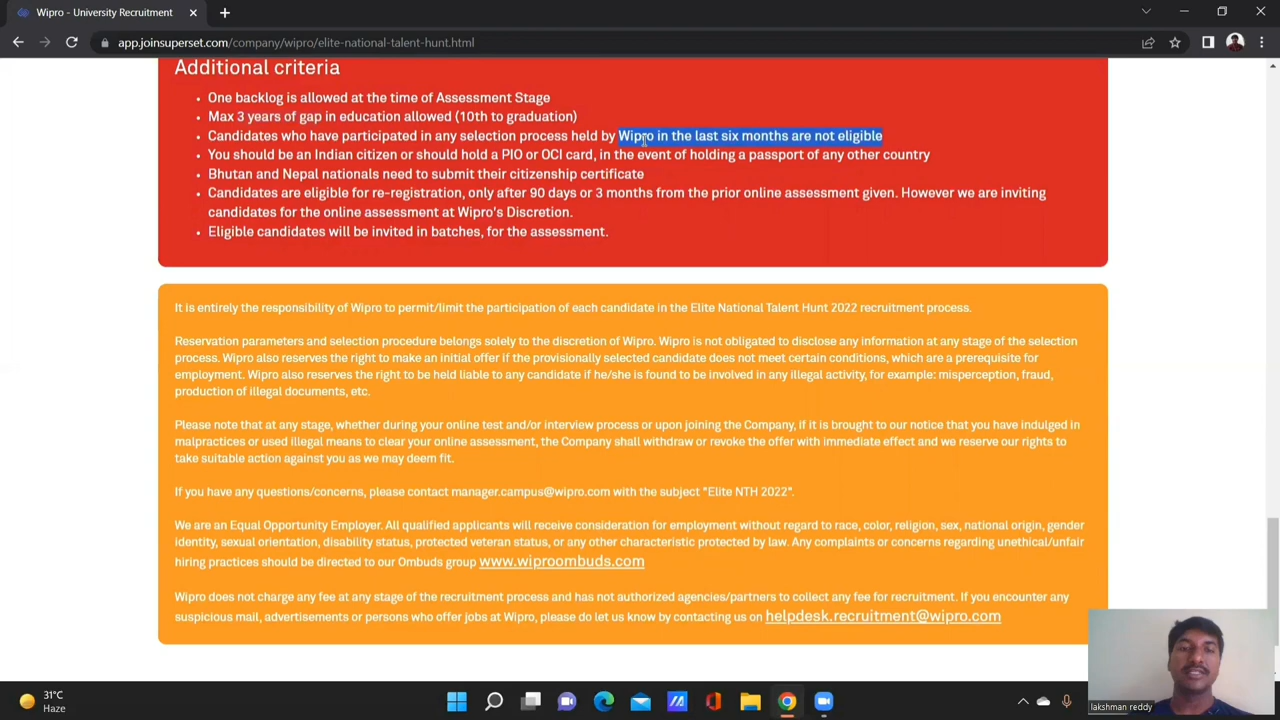 Wipro - University Recruitment
app.joinsuperset.com/company/wipro/elite-national-talent-hunt.html
Additional criteria
• One backlog is allowed at the time of Assessment Stage
• Max 3 years of gap in education allowed (10th to graduation)
• Candidates who have participated in any selection process held by Wipro in the last six months are not eligible
• You should be an Indian citizen or should hold a PIO or OCI card, in the event of holding a passport of any other country
• Bhutan and Nepal nationals need to submit their citizenship certificate
• Candidates are eligible for re-registration, only after 90 days or 3 months from the prior online assessment given. However we are inviting
candidates for the online assessment at Wipro's Discretion.
• Eligible candidates will be invited in batches, for the assessment.
It is entirely the responsibility of Wipro to permit/limit the participation of each candidate in the Elite National Talent Hunt 2022 recruitment process.
Reservation parameters and selection procedure belongs solely to the discretion of Wipro. Wipro is not obligated to disclose any information at any stage of the selection
process. Wipro also reserves the right to make an initial offer if the provisionally selected candidate does not meet certain conditions, which are a prerequisite for
employment. Wipro also reserves the right to be held liable to any candidate if he/she is found to be involved in any illegal activity, for example: misperception, fraud,
production of illegal documents, etc.
Please note that at any stage, whether during your online test and/or interview process or upon joining the Company, if it is brought to our notice that you have indulged in
malpractices or used illegal means to clear your online assessment, the Company shall withdraw or revoke the offer with immediate effect and we reserve our rights to
take suitable action against you as we may deem fit.
If you have any questions/concerns, please contact manager.campus@wipro.com with the subject "Elite NTH 2022".
We are an Equal Opportunity Employer. All qualified applicants will receive consideration for employment without regard to race, color, religion, sex, national origin, gender
identity, sexual orientation, disability status, protected veteran status, or any other characteristic protected by law. Any complaints or concerns regarding unethical/unfair
hiring practices should be directed to our Ombuds group www.wiproombuds.com
Wipro does not charge any fee at any stage of the recruitment process and has not authorized agencies/partners to collect any fee for recruitment. If you encounter any
suspicious mail, advertisements or persons who offer jobs at Wipro, please do let us know by contacting us on helpdesk.recruitment@wipro.com
31°C
Haze
lakshman reddy